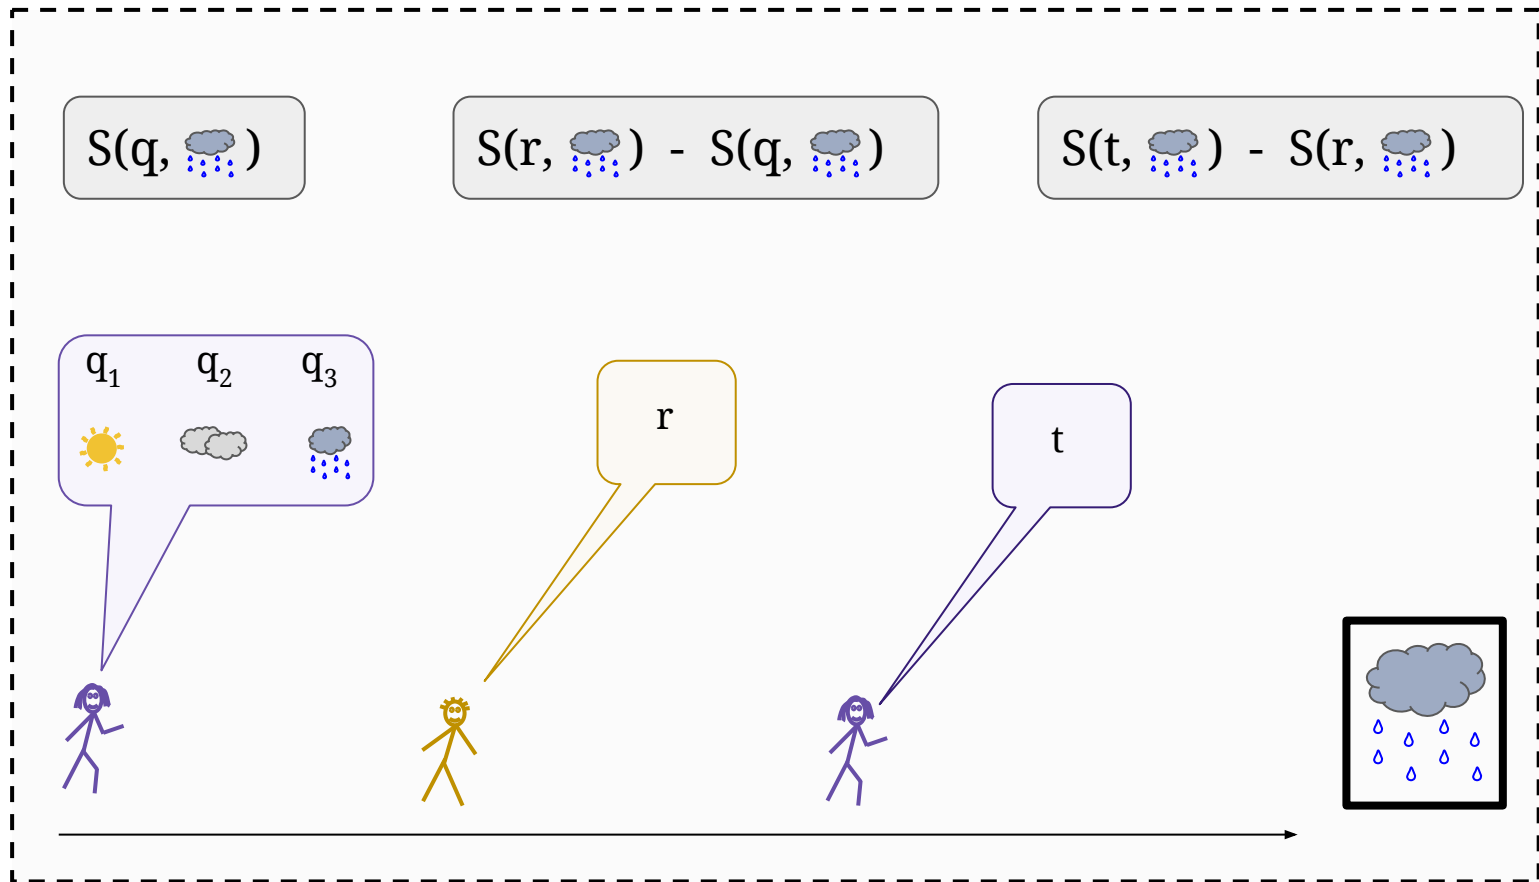 S(q, )
S(r, ) - S(q, )
S(t, ) - S(r, )
q1 q2 q3
r
t